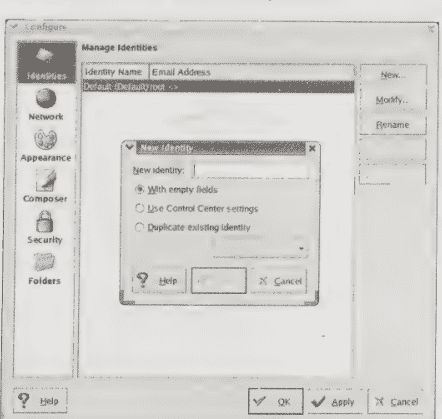 Configure
Identities
Network
Appearance
Composer
Security
Folders
Manage Identities
Identity Name Email Address
Default (Default) root <>
New...
Modify...
Rename
New Identity
New identity:
With empty fields
Use Control Center settings
Duplicate existing identity
Help
Cancel
Help
OK
Apply
Cancel